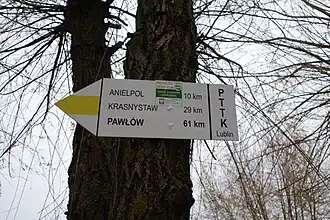 ANIELPOL 10 km
KRASNYSTAW 29 km
PAWŁÓW 61 km
PTTK
Lublin